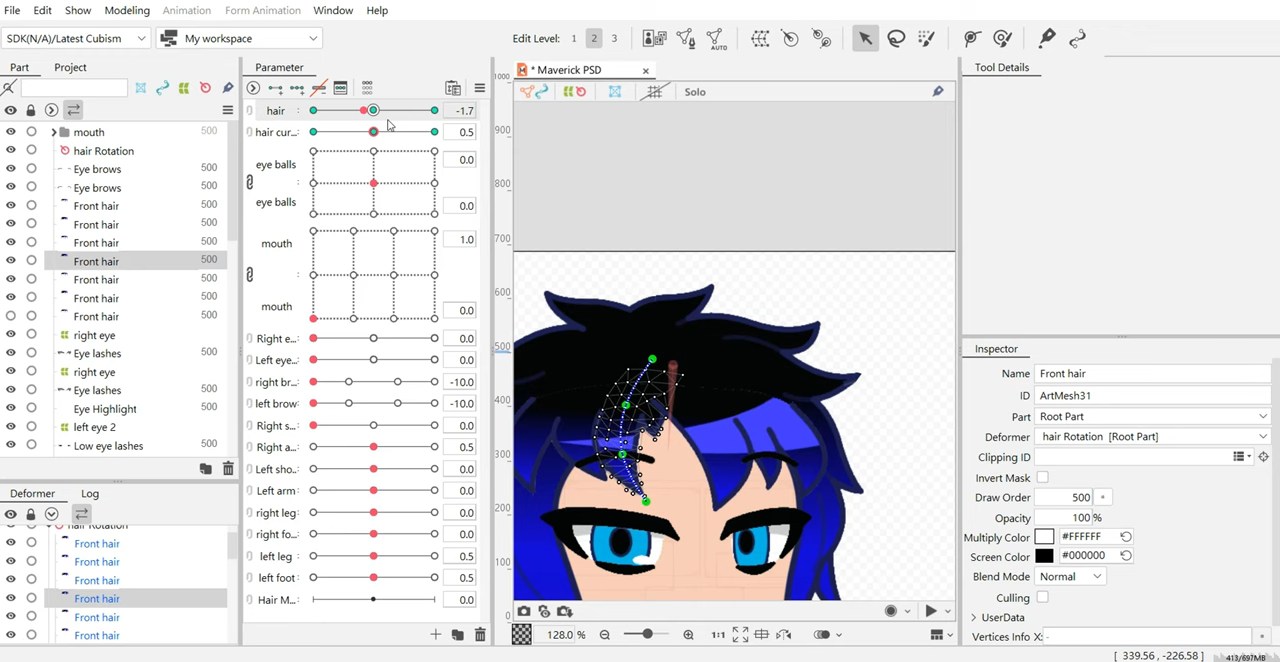 File Edit Show Modeling Animation Form Animation Window Help
SDK(N/A)/Latest Cubism My workspace Edit Level: 1 2 3 AUTO
Part Project
mouth 500
hair Rotation
Eye brows 500
Eye brows 500
Front hair 500
Front hair 500
Front hair 500
Front hair 500
Front hair 500
Front hair 500
Front hair 500
right eye
Eye lashes 500
right eye
Eye lashes 500
Eye Highlight 500
left eye 2
Low eye lashes 500
Deformer Log
hair Rotation
Front hair
Front hair
Front hair
Front hair
Front hair
Front hair
Parameter
hair : -1.7
hair cur... : 0.5
eye balls 0.0
:
eye balls 0.0
mouth 1.0
:
mouth 0.0
Right e... : 0.0
Left eye... : 0.0
right br... : -10.0
left brow : -10.0
Right s... : 0.0
Right a... : 0.5
Left sho... : 0.0
Left arm : 0.0
right leg : 0.0
right fo... : 0.0
left leg : 0.5
left foot : 0.5
Hair M... : 0.0
* Maverick PSD x
Solo
1000
900
800
700
600
500
400
300
200
100
0
128.0 % 1:1
Tool Details
Inspector
Name Front hair
ID ArtMesh31
Part Root Part
Deformer hair Rotation [Root Part]
Clipping ID
Invert Mask
Draw Order 500
Opacity 100 %
Multiply Color #FFFFFF
Screen Color #000000
Blend Mode Normal
Culling
UserData
Vertices Info X: -
[ 339.56 , -226.58 ] 413/697MB